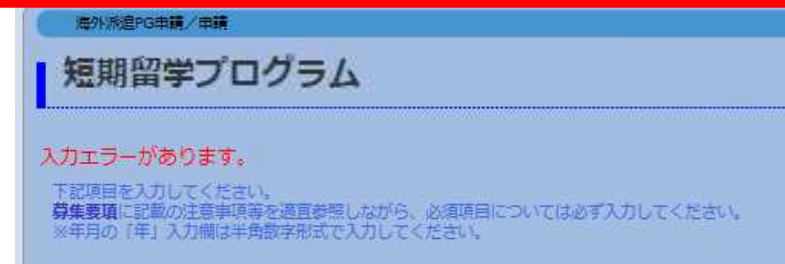 海外派遣PG申請／申請
短期留学プログラム
入力エラーがあります。
下記項目を入力してください。
募集要項に記載の注意事項等を適宜参照しながら、必須項目については必ず入力してください。
※年月の「年」入力欄は半角数字形式で入力してください。